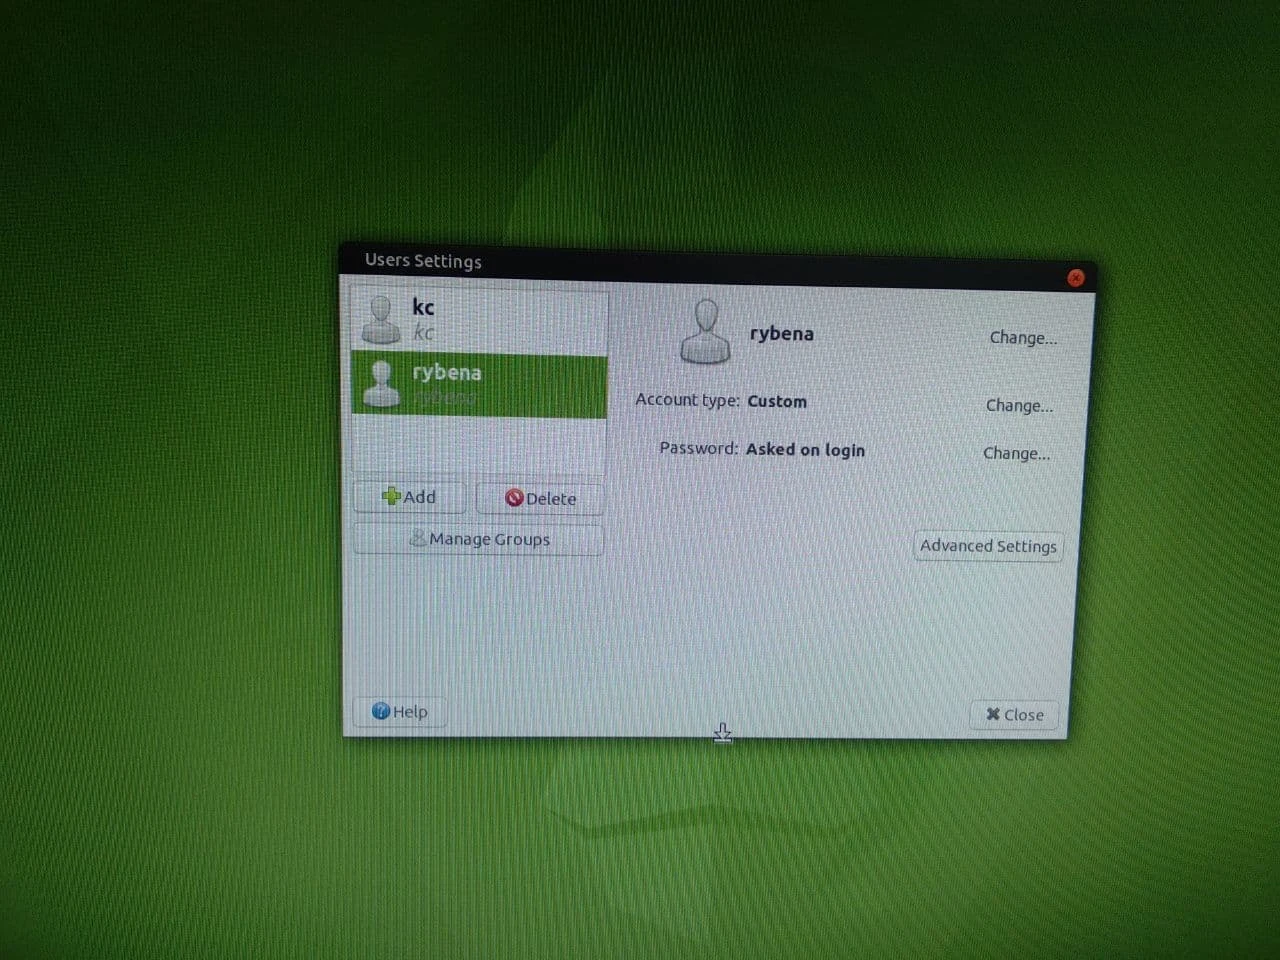 Users Settings
kc
kc
rybena
rybena
rybena
Change...
Account type: Custom
Change...
Password: Asked on login
Change...
Add
Delete
Manage Groups
Advanced Settings
Help
Close